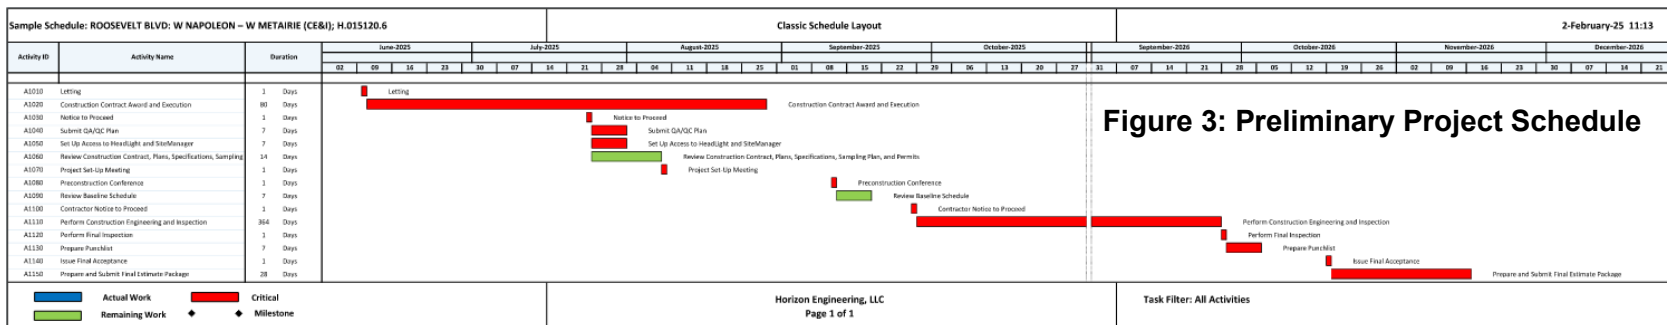 Sample Schedule: ROOSEVELT BLVD: W NAPOLEON – W METAIRIE (CE&I); H.015120.6 Classic Schedule Layout 2-February-25 11:13
Activity ID Activity Name Duration June-2025 July-2025 August-2025 September-2025 October-2025 September-2026 October-2026 November-2026 December-2026
02 09 16 23 30 07 14 21 28 04 11 18 25 01 08 15 22 29 06 13 20 27 31 07 14 21 28 05 12 19 26 02 09 16 23 30 07 14 21
A1010 Letting 1 Days Letting
A1020 Construction Contract Award and Execution 80 Days Construction Contract Award and Execution
A1030 Notice to Proceed 1 Days Notice to Proceed
Figure 3: Preliminary Project Schedule
A1040 Submit QA/QC Plan 7 Days Submit QA/QC Plan
A1050 Set Up Access to HeadLight and SiteManager 7 Days Set Up Access to HeadLight and SiteManager
A1060 Review Construction Contract, Plans, Specifications, Sampling 14 Days Review Construction Contract, Plans, Specifications, Sampling Plan, and Permits
A1070 Project Set-Up Meeting 1 Days Project Set-Up Meeting
A1080 Preconstruction Conference 1 Days Preconstruction Conference
A1090 Review Baseline Schedule 7 Days Review Baseline Schedule
A1100 Contractor Notice to Proceed 1 Days Contractor Notice to Proceed
A1110 Perform Construction Engineering and Inspection 364 Days Perform Construction Engineering and Inspection
A1120 Perform Final Inspection 1 Days Perform Final Inspection
A1130 Prepare Punchlist 7 Days Prepare Punchlist
A1140 Issue Final Acceptance 1 Days Issue Final Acceptance
A1150 Prepare and Submit Final Estimate Package 28 Days Prepare and Submit Final Estimate Package
Actual Work Critical Horizon Engineering, LLC Task Filter: All Activities
Remaining Work Milestone Page 1 of 1